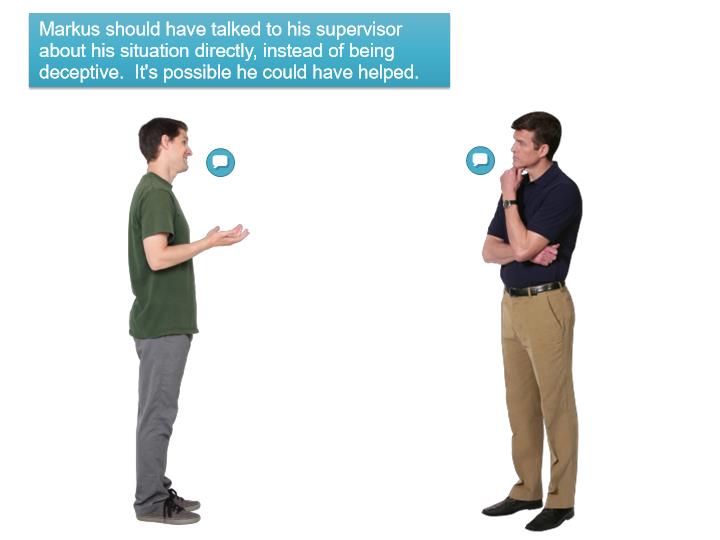 Markus should have talked to his supervisor
about his situation directly, instead of being
deceptive.  It's possible he could have helped.